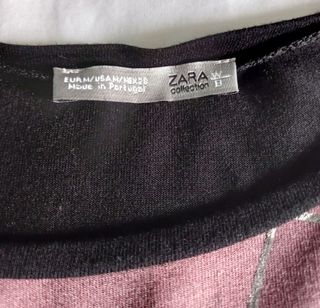 EUR M/USA M/MEX 28
Made in Portugal
ZARA
collection
W
B